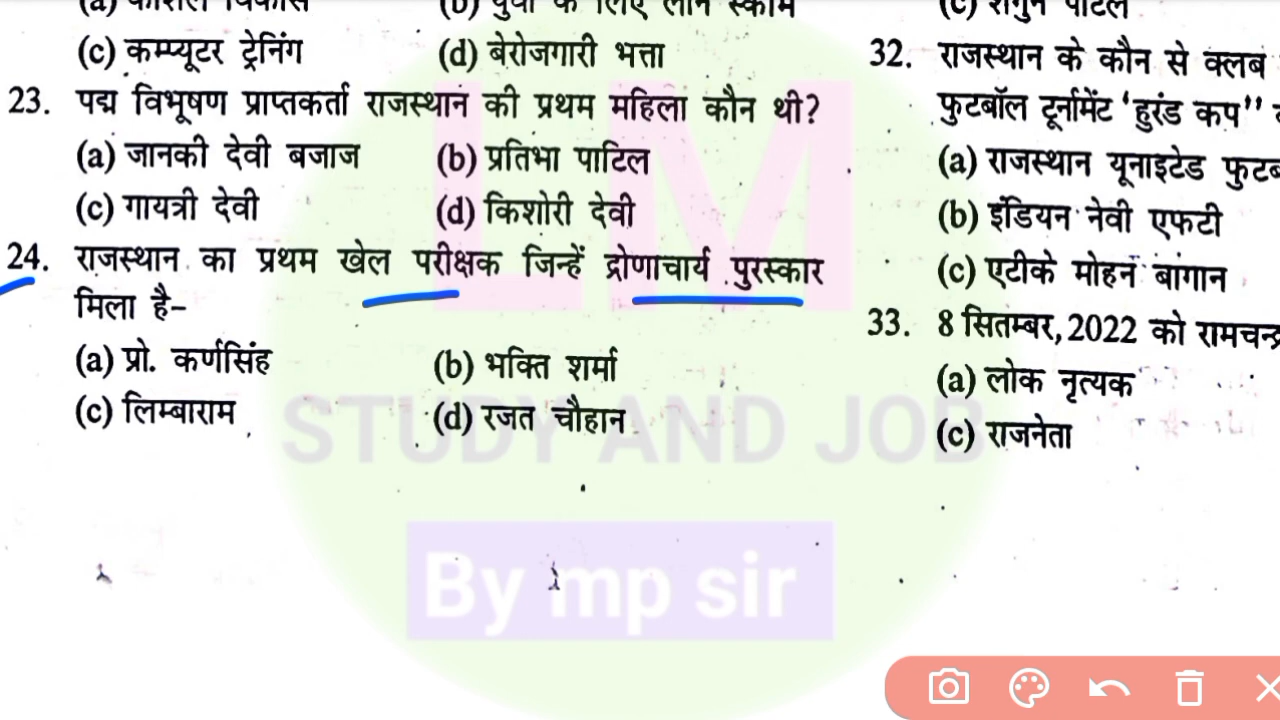 (c) कम्प्यूटर ट्रेनिंग (d) बेरोजगारी भत्ता
23. पद्म विभूषण प्राप्तकर्ता राजस्थान की प्रथम महिला कौन थी?
(a) जानकी देवी बजाज (b) प्रतिभा पाटिल
(c) गायत्री देवी (d) किशोरी देवी
24. राजस्थान का प्रथम खेल परीक्षक जिन्हें द्रोणाचार्य पुरस्कार
मिला है-
(a) प्रो. कर्णसिंह (b) भक्ति शर्मा
(c) लिम्बाराम (d) रजत चौहान
32. राजस्थान के कौन से क्लब
फुटबॉल टूर्नामेंट 'हुरंड कप''
(a) राजस्थान यूनाइटेड
(b) इंडियन नेवी एफटी
(c) एटीके मोहन बागान
33. 8 सितम्बर, 2022 को
(a) लोक नृत्यक
(c) राजनेता
LM
STUDY AND JOB
By mp sir